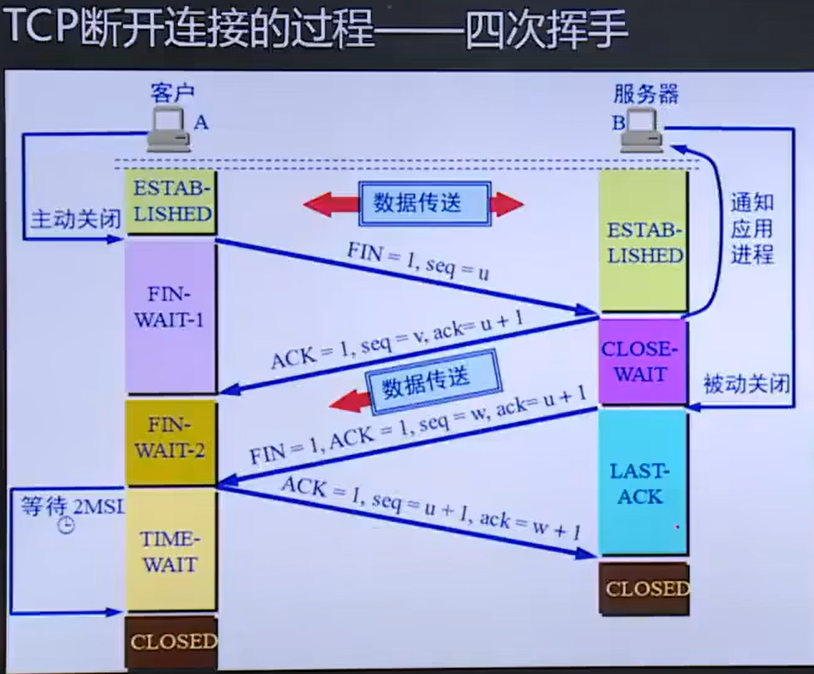 TCP断开连接的过程——四次挥手
客户
A
服务器
B
ESTAB-
LISHED
数据传送
ESTAB-
LISHED
通知
应用
进程
主动关闭
FIN = 1, seq = u
FIN-
WAIT-1
ACK = 1, seq = v, ack= u + 1
CLOSE-
WAIT
数据传送
被动关闭
FIN-
WAIT-2
FIN = 1, ACK = 1, seq = w, ack= u + 1
LAST-
ACK
等待 2MSL
ACK = 1, seq = u + 1, ack = w + 1
TIME-
WAIT
CLOSED
CLOSED